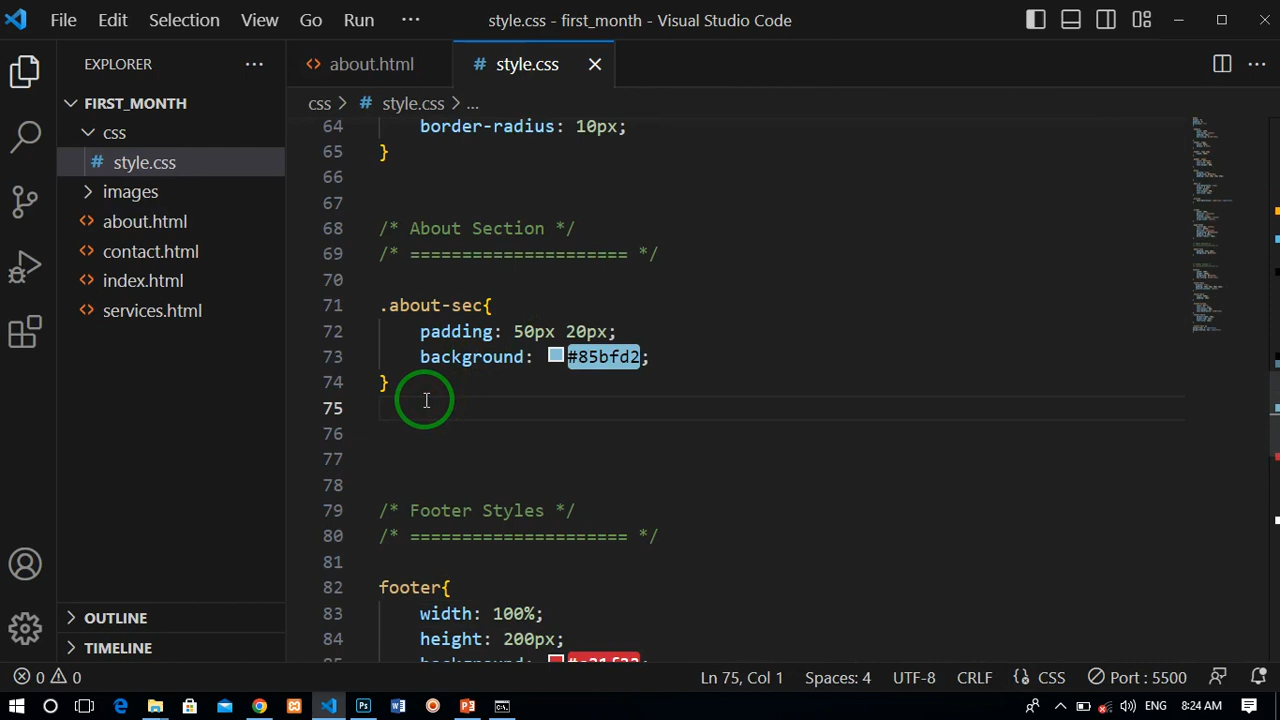 File Edit Selection View Go Run ··· style.css - first_month - Visual Studio Code
EXPLORER ···
about.html # style.css
FIRST_MONTH
css > # style.css > ...
css
# style.css
images
about.html
contact.html
index.html
services.html
64 border-radius: 10px;
65 }
66
67
68 /* About Section */
69 /* ===================== */
70
71 .about-sec{
72 padding: 50px 20px;
73 background: #85bfd2;
74 }
75
76
77
78
79 /* Footer Styles */
80 /* ===================== */
81
82 footer{
83 width: 100%;
84 height: 200px;
OUTLINE
TIMELINE
0 0 Ln 75, Col 1 Spaces: 4 UTF-8 CRLF {} CSS Port : 5500
ENG 8:24 AM